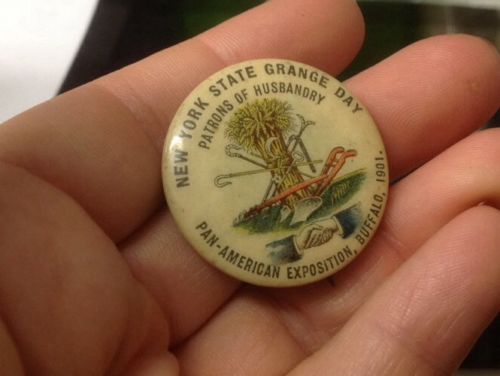 NEW YORK STATE GRANGE DAY
PATRONS OF HUSBANDRY
PAN-AMERICAN EXPOSITION, BUFFALO, 1901.